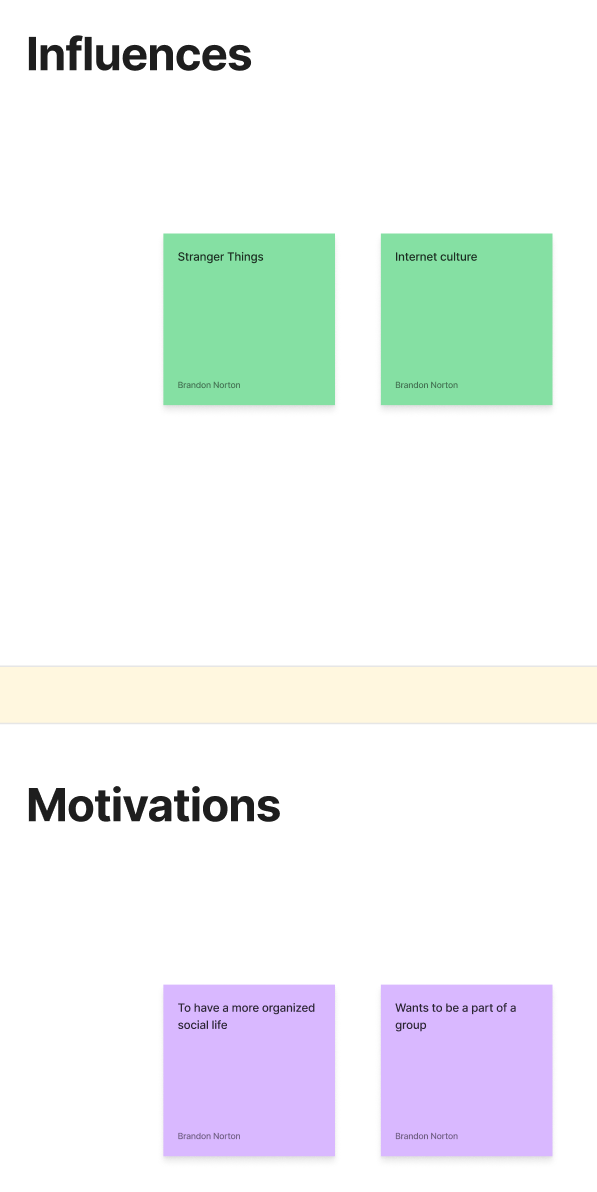 Influences
Stranger Things
Internet culture
Brandon Norton
Brandon Norton
Motivations
To have a more organized
social life
Wants to be a part of a
group
Brandon Norton
Brandon Norton